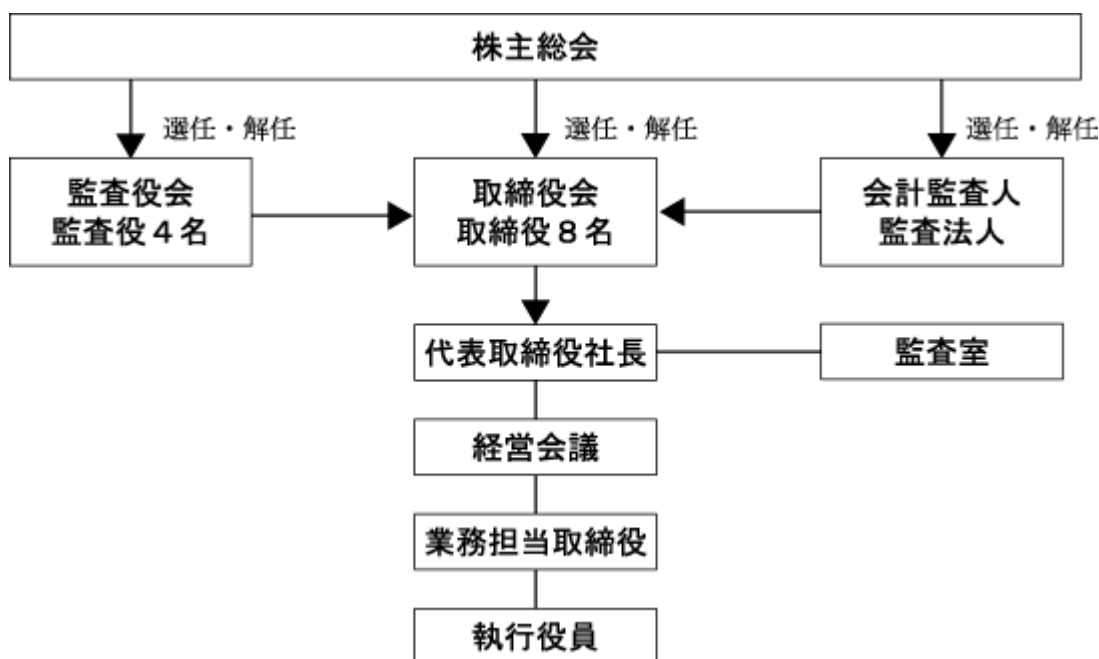 株主総会
選任・解任
選任・解任
選任・解任
監査役会
監査役４名
取締役会
取締役８名
会計監査人
監査法人
代表取締役社長
監査室
経営会議
業務担当取締役
執行役員